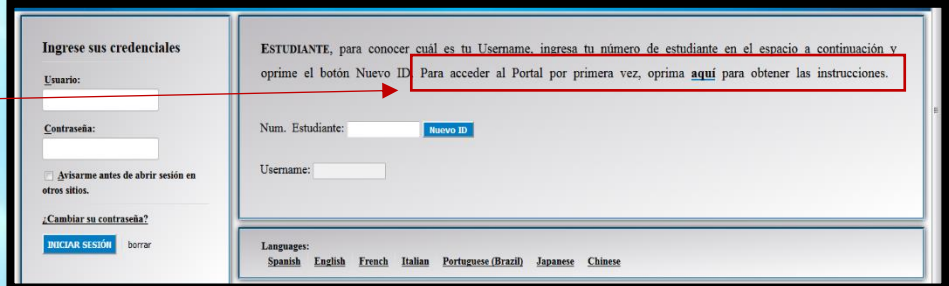 Ingrese sus credenciales
Usuario:
Contraseña:
Avisarme antes de abrir sesión en
otros sitios.
¿Cambiar su contraseña?
INICIAR SESIÓN borrar
ESTUDIANTE, para conocer cuál es tu Username, ingresa tu número de estudiante en el espacio a continuación y
oprime el botón Nuevo ID. Para acceder al Portal por primera vez, oprima aquí para obtener las instrucciones.
Num. Estudiante: Nuevo ID
Username:
Languages:
Spanish English French Italian Portuguese (Brazil) Japanese Chinese